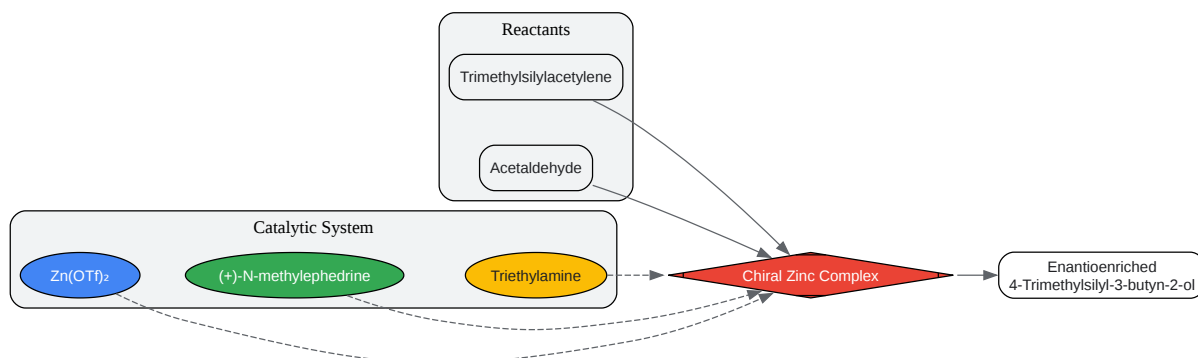 Reactants
Trimethylsilylacetylene
Acetaldehyde
Catalytic System
Zn(OTf)₂
(+)-N-methylephedrine
Triethylamine
Chiral Zinc Complex
Enantioenriched
4-Trimethylsilyl-3-butyn-2-ol